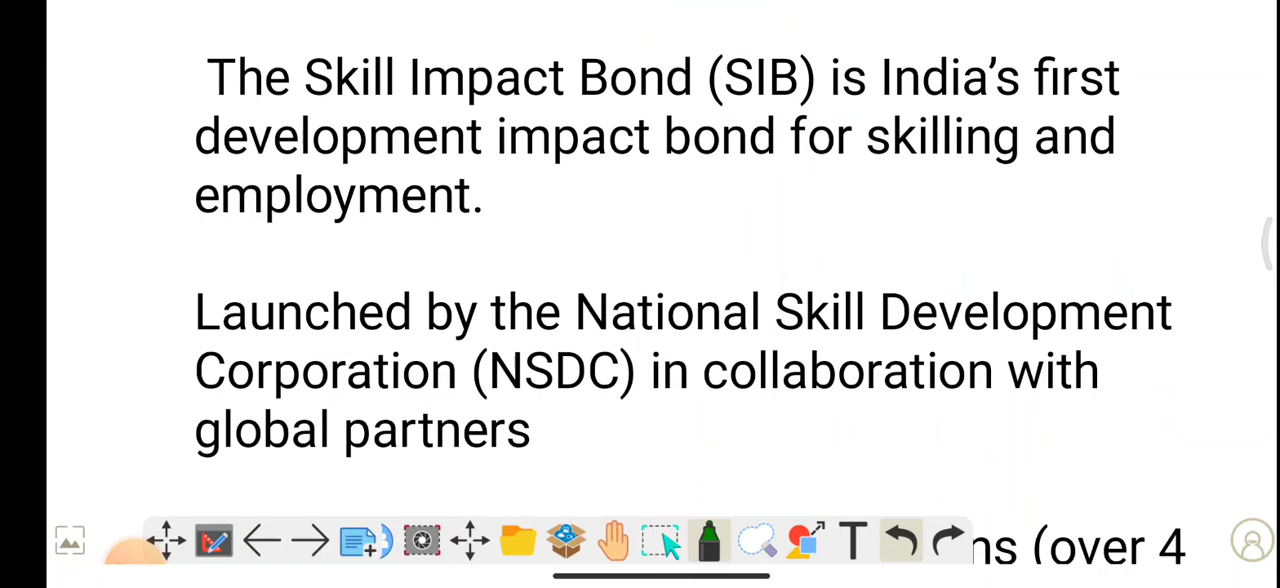 The Skill Impact Bond (SIB) is India’s first
development impact bond for skilling and
employment.
Launched by the National Skill Development
Corporation (NSDC) in collaboration with
global partners
(over 4